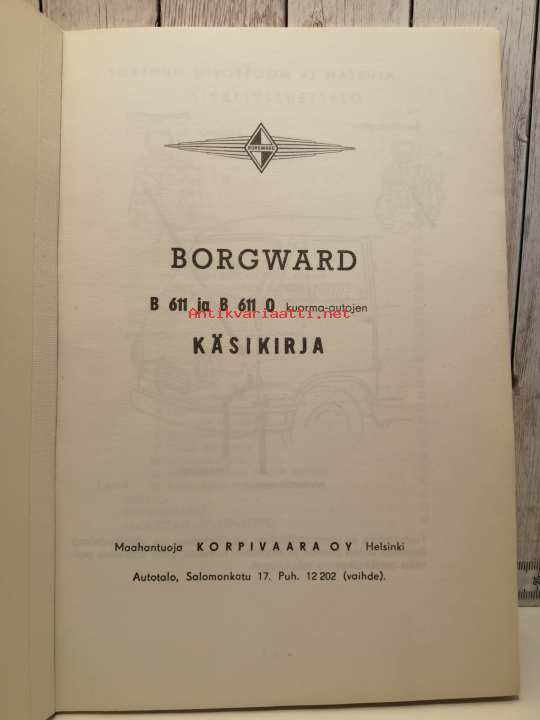 BORGWARD
BORGWARD
B 611 ja B 611 O kuorma-autojen
Antikvariaatti.net
KÄSIKIRJA
Maahantuoja KORPIVAARA OY Helsinki
Autotalo, Salomonkatu 17. Puh. 12 202 (vaihde).